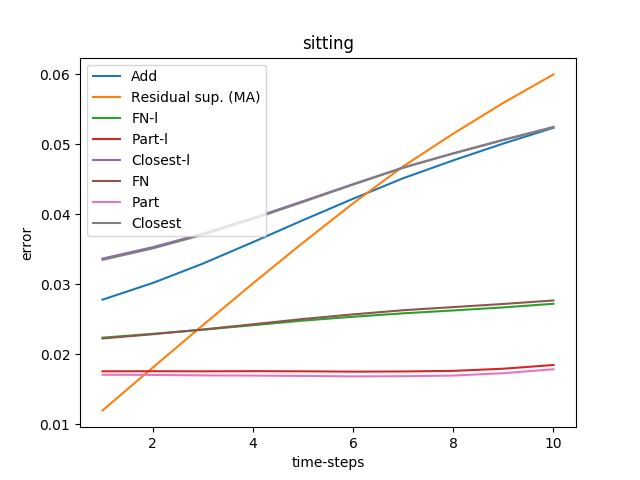 sitting
0.06
0.05
0.04
0.03
0.02
0.01
error
Add
Residual sup. (MA)
FN-l
Part-l
Closest-l
FN
Part
Closest
2
4
6
8
10
time-steps